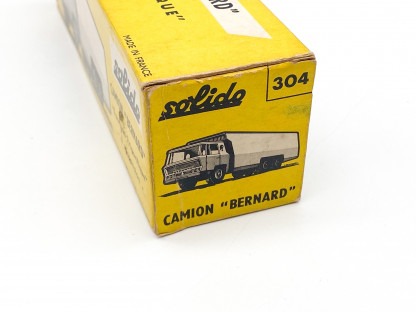 solido
304
CAMION "BERNARD"
MADE IN FRANCE
solido